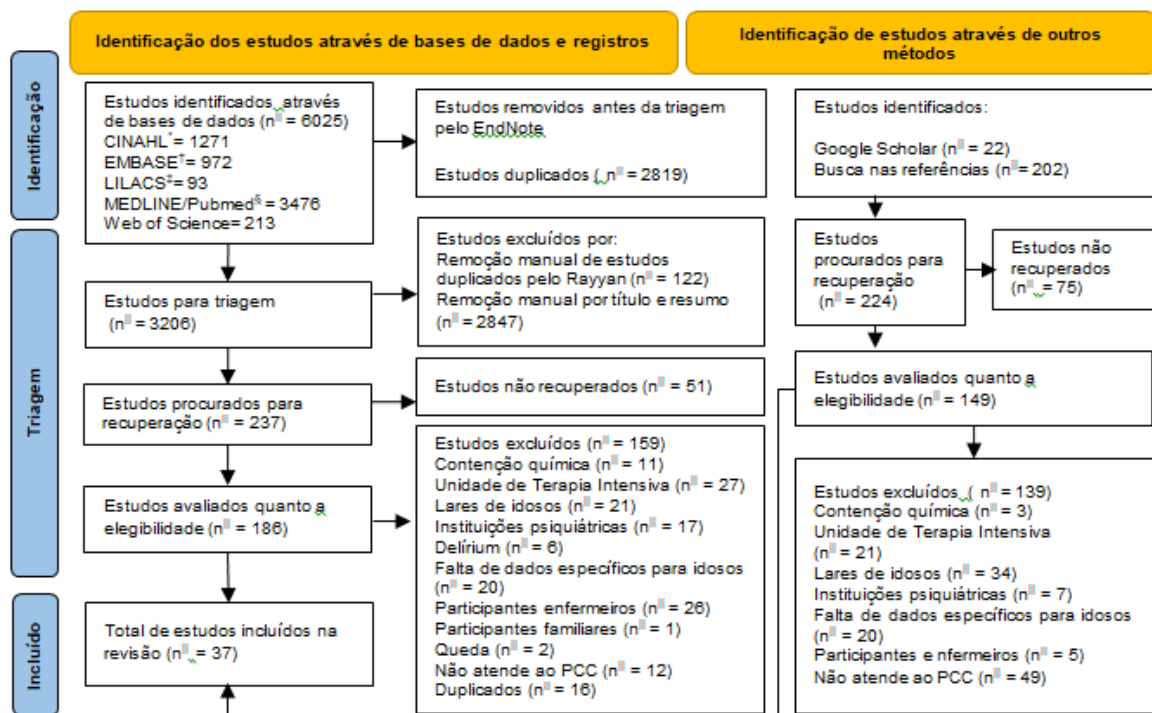 Identificação dos estudos através de bases de dados e registros
Identificação de estudos através de outros
métodos
Identificação
Estudos identificados através
de bases de dados (n‖ = 6025)
CINAHL* = 1271
EMBASE† = 972
LILACS‡ = 93
MEDLINE/Pubmed§ = 3476
Web of Science= 213
Estudos removidos antes da triagem
pelo EndNote
Estudos duplicados ( n‖ = 2819)
Estudos identificados:
Google Scholar (n‖ = 22)
Busca nas referências (n‖= 202)
Triagem
Estudos para triagem
(n‖ = 3206)
Estudos excluídos por:
Remoção manual de estudos
duplicados pelo Rayyan (n‖ = 122)
Remoção manual por título e resumo
(n‖ = 2847)
Estudos
procurados para
recuperação
(n‖ = 224)
Estudos não
recuperados
(n‖ = 75)
Estudos procurados para
recuperação (n‖ = 237)
Estudos não recuperados (n‖ = 51)
Estudos avaliados quanto a
elegibilidade (n‖ = 149)
Estudos avaliados quanto a
elegibilidade (n‖ = 186)
Estudos excluídos (n‖ = 159)
Contenção química (n‖ = 11)
Unidade de Terapia Intensiva (n‖ = 27)
Lares de idosos (n‖ = 21)
Instituições psiquiátricas (n‖ = 17)
Delírium (n‖ = 6)
Falta de dados específicos para idosos
(n‖ = 20)
Participantes enfermeiros (n‖ = 26)
Participantes familiares (n‖ = 1)
Queda (n‖ = 2)
Não atende ao PCC (n‖ = 12)
Duplicados (n‖ = 16)
Estudos excluídos ( n‖ = 139)
Contenção química (n‖ = 3)
Unidade de Terapia Intensiva
(n‖ = 21)
Lares de idosos (n‖ = 34)
Instituições psiquiátricas (n‖ = 7)
Falta de dados específicos para idosos
(n‖ = 20)
Participantes e nfermeiros (n‖ = 5)
Não atende ao PCC (n‖ = 49)
Incluído
Total de estudos incluídos na
revisão (n‖ = 37)